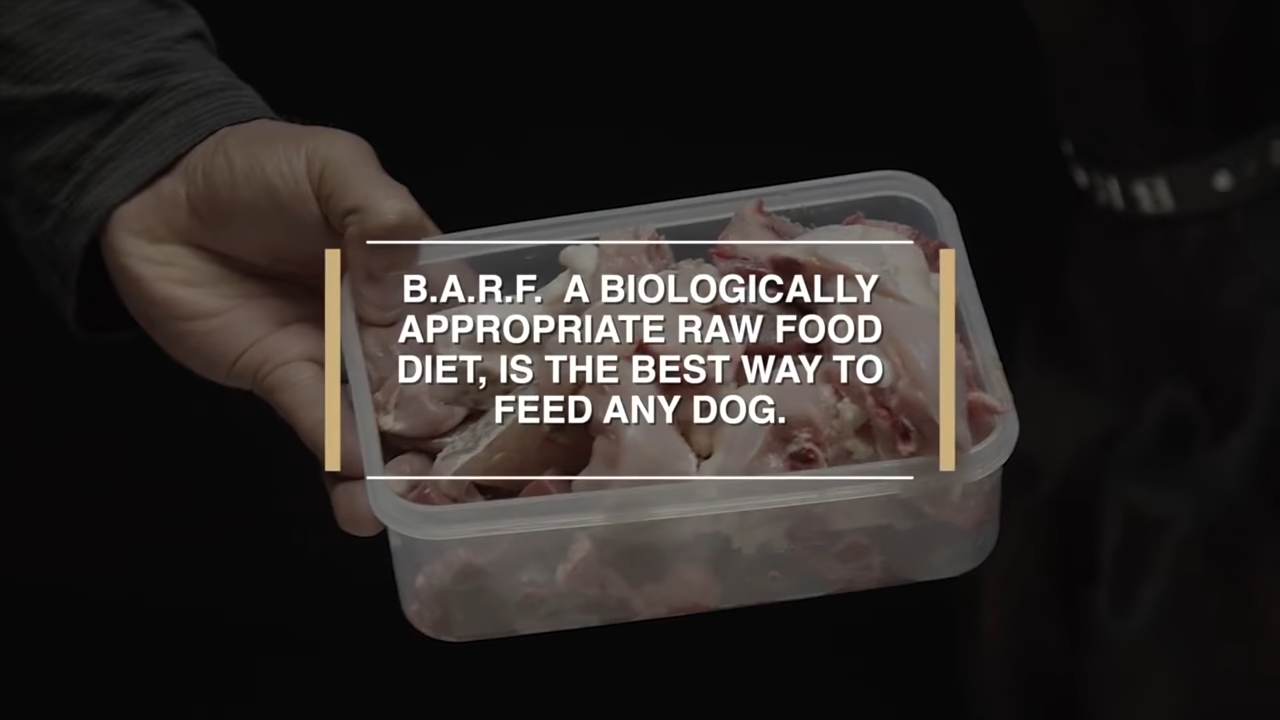 B.A.R.F.  A BIOLOGICALLY
APPROPRIATE RAW FOOD
DIET, IS THE BEST WAY TO
FEED ANY DOG.